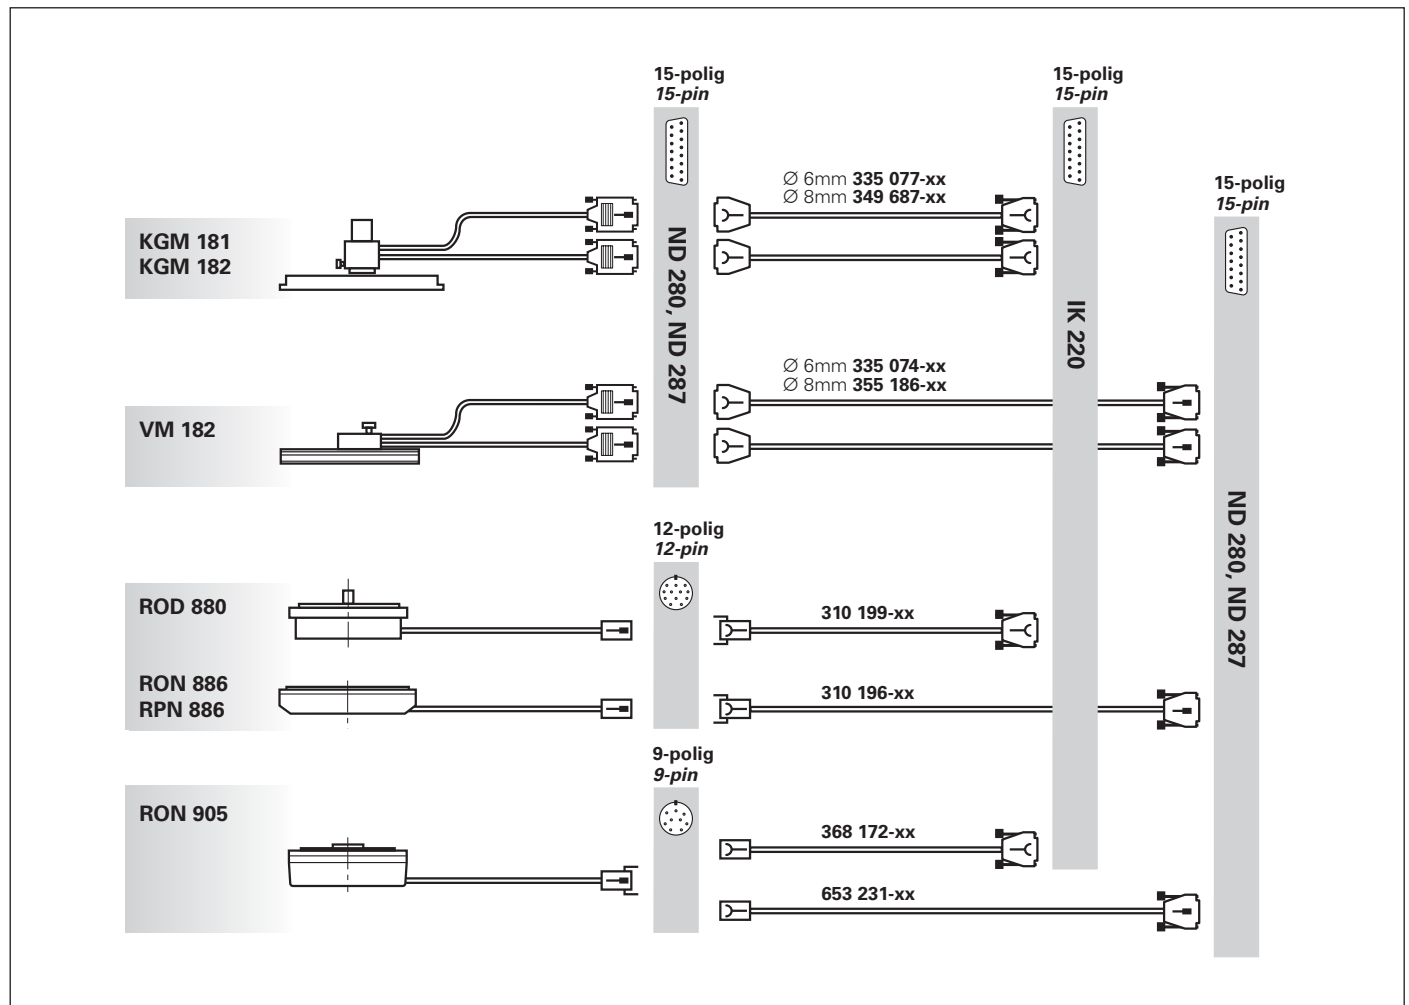 15-polig
15-pin
15-polig
15-pin
Ø 6mm 335 077-xx
Ø 8mm 349 687-xx
15-polig
15-pin
KGM 181
KGM 182
ND 280, ND 287
IK 220
Ø 6mm 335 074-xx
Ø 8mm 355 186-xx
VM 182
ND 280, ND 287
12-polig
12-pin
ROD 880
310 199-xx
RON 886
RPN 886
310 196-xx
9-polig
9-pin
RON 905
368 172-xx
653 231-xx